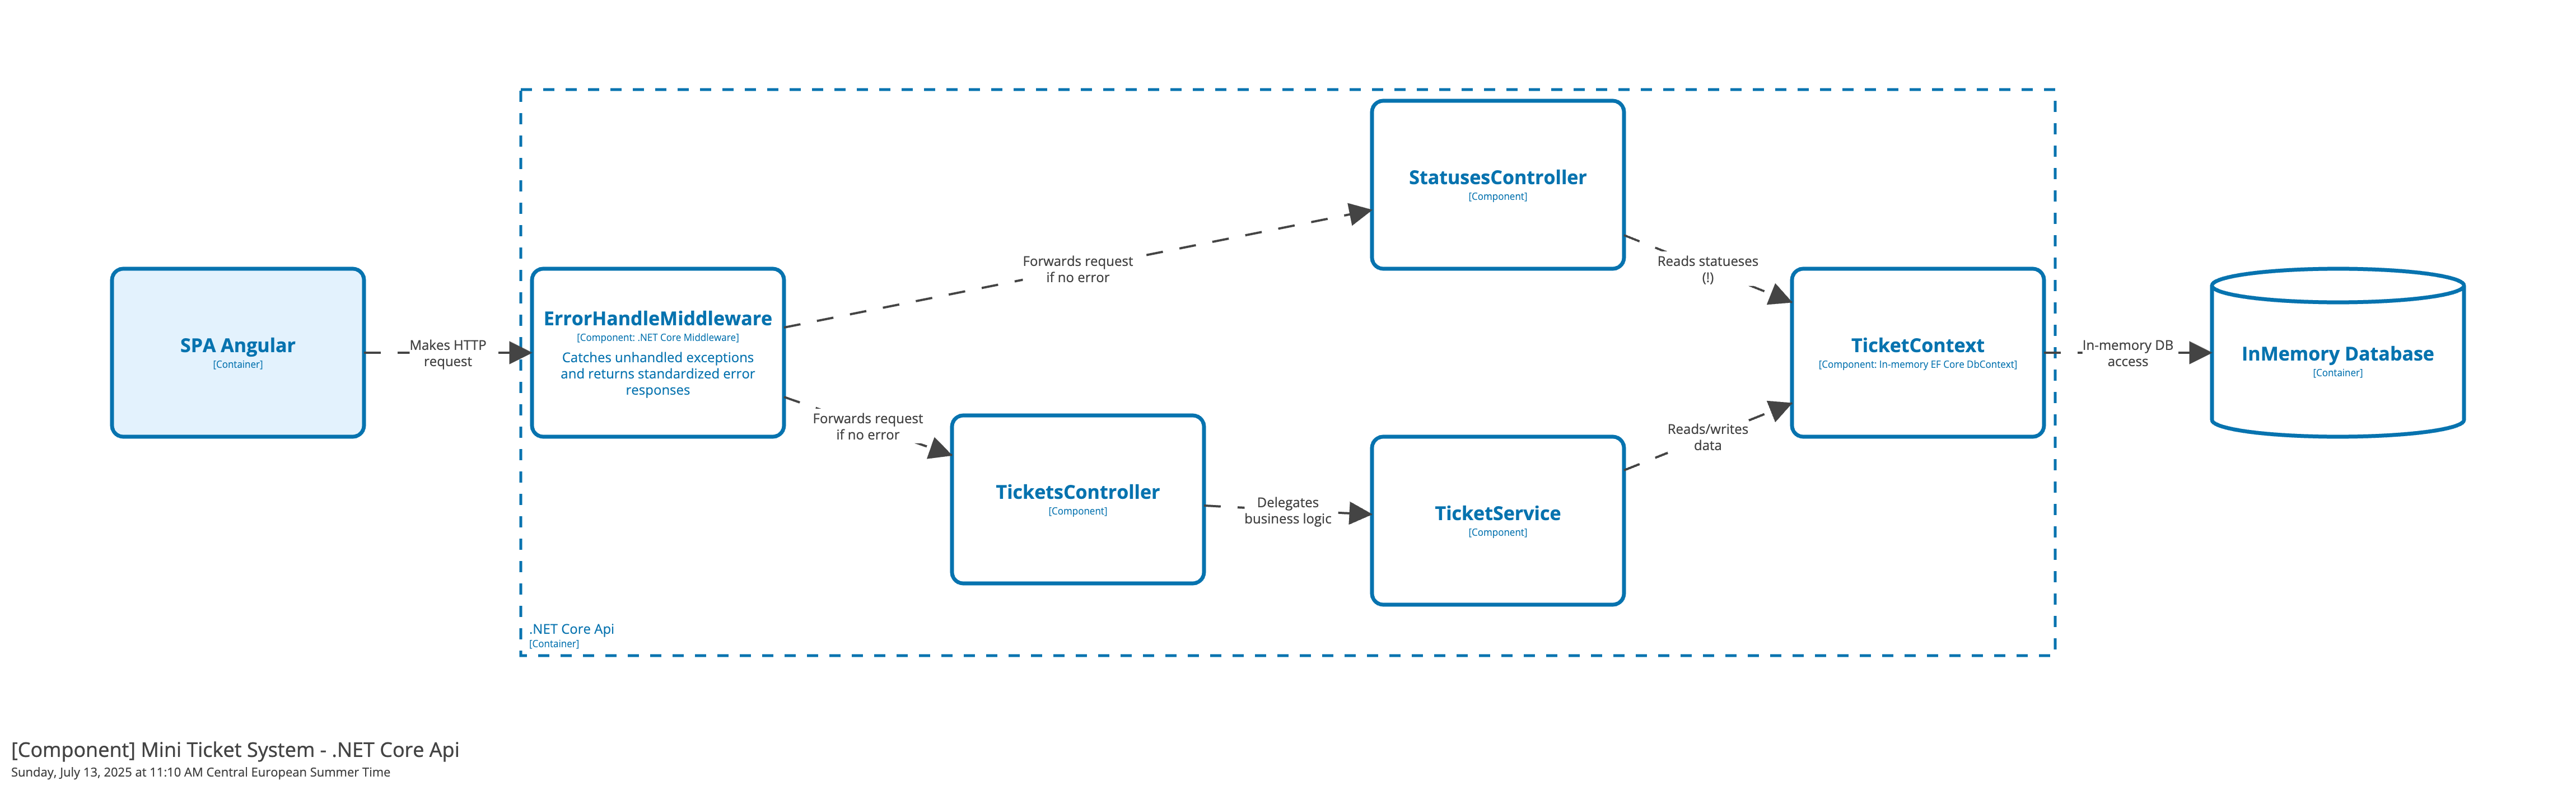 StatusesController
[Component]
Forwards request
if no error
Reads statueses
(!)
SPA Angular
[Container]
Makes HTTP
request
ErrorHandleMiddleware
[Component: .NET Core Middleware]
Catches unhandled exceptions
and returns standardized error
responses
TicketContext
[Component: In-memory EF Core DbContext]
In-memory DB
access
InMemory Database
[Container]
Forwards request
if no error
TicketsController
[Component]
Delegates
business logic
TicketService
[Component]
Reads/writes
data
.NET Core Api
[Container]
[Component] Mini Ticket System - .NET Core Api
Sunday, July 13, 2025 at 11:10 AM Central European Summer Time